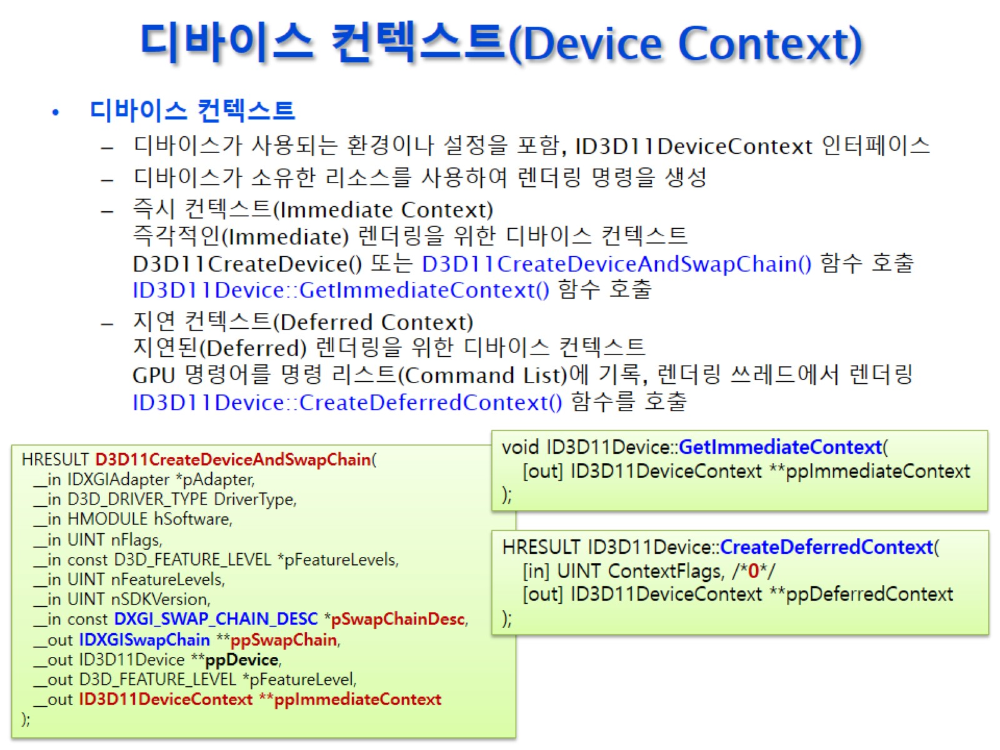 디바이스 컨텍스트(Device Context)
• 디바이스 컨텍스트
– 디바이스가 사용되는 환경이나 설정을 포함, ID3D11DeviceContext 인터페이스
– 디바이스가 소유한 리소스를 사용하여 렌더링 명령을 생성
– 즉시 컨텍스트(Immediate Context)
즉각적인(Immediate) 렌더링을 위한 디바이스 컨텍스트
D3D11CreateDevice() 또는 D3D11CreateDeviceAndSwapChain() 함수 호출
ID3D11Device::GetImmediateContext() 함수 호출
– 지연 컨텍스트(Deferred Context)
지연된(Deferred) 렌더링을 위한 디바이스 컨텍스트
GPU 명령어를 명령 리스트(Command List)에 기록, 렌더링 쓰레드에서 렌더링
ID3D11Device::CreateDeferredContext() 함수를 호출
HRESULT D3D11CreateDeviceAndSwapChain(
__in IDXGIAdapter *pAdapter,
__in D3D_DRIVER_TYPE DriverType,
__in HMODULE hSoftware,
__in UINT nFlags,
__in const D3D_FEATURE_LEVEL *pFeatureLevels,
__in UINT nFeatureLevels,
__in UINT nSDKVersion,
__in const DXGI_SWAP_CHAIN_DESC *pSwapChainDesc,
__out IDXGISwapChain **ppSwapChain,
__out ID3D11Device **ppDevice,
__out D3D_FEATURE_LEVEL *pFeatureLevel,
__out ID3D11DeviceContext **ppImmediateContext
);
void ID3D11Device::GetImmediateContext(
[out] ID3D11DeviceContext **ppImmediateContext
);
HRESULT ID3D11Device::CreateDeferredContext(
[in] UINT ContextFlags, /*0*/
[out] ID3D11DeviceContext **ppDeferredContext
);